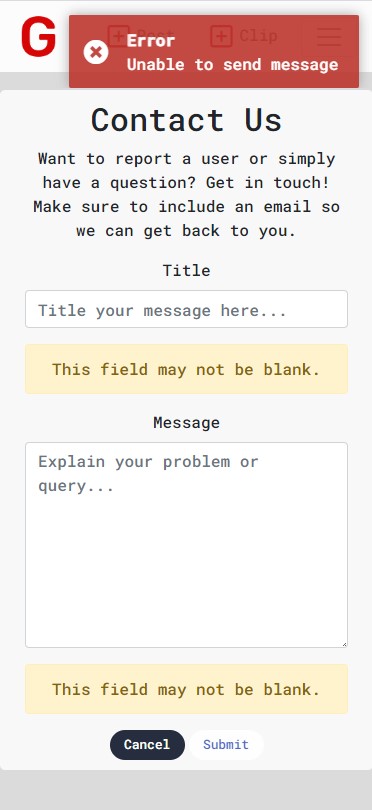 G
Post
Clip
Error
Unable to send message
Contact Us
Want to report a user or simply
have a question? Get in touch!
Make sure to include an email so
we can get back to you.
Title
Title your message here...
This field may not be blank.
Message
Explain your problem or
query...
This field may not be blank.
Cancel
Submit